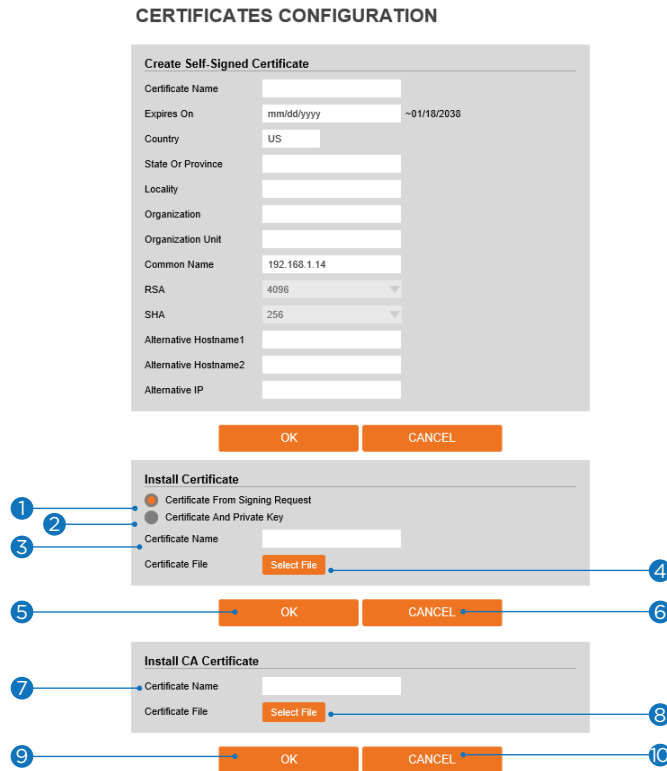 CERTIFICATES CONFIGURATION
Create Self-Signed Certificate
Certificate Name
Expires On mm/dd/yyyy ~01/18/2038
Country US
State Or Province
Locality
Organization
Organization Unit
Common Name 192.168.1.14
RSA 4096
SHA 256
Alternative Hostname1
Alternative Hostname2
Alternative IP
OK CANCEL
Install Certificate
1 Certificate From Signing Request
2 Certificate And Private Key
3 Certificate Name
Certificate File Select File 4
5 OK CANCEL 6
Install CA Certificate
7 Certificate Name
Certificate File Select File 8
9 OK CANCEL 10